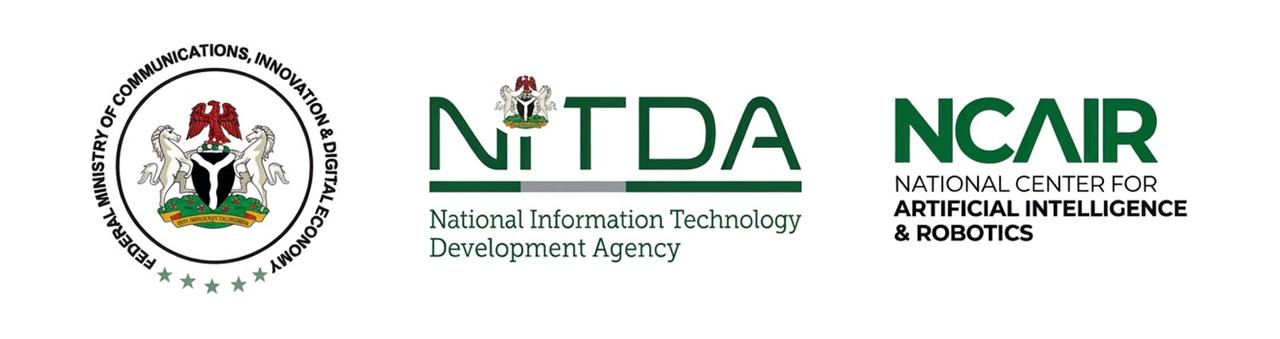 FEDERAL MINISTRY OF COMMUNICATIONS, INNOVATION & DIGITAL ECONOMY
NiTDA
National Information Technology
Development Agency
NCAIR
NATIONAL CENTER FOR
ARTIFICIAL INTELLIGENCE
& ROBOTICS